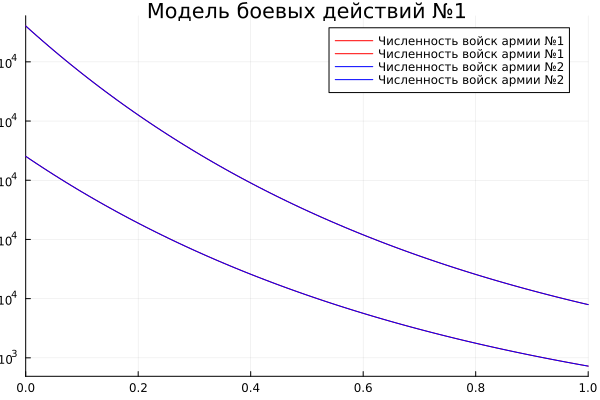 Модель боевых действий №1
Численность войск армии №1
Численность войск армии №1
Численность войск армии №2
Численность войск армии №2
10⁴
10⁴
10⁴
10⁴
10⁴
10³
0.0 0.2 0.4 0.6 0.8 1.0